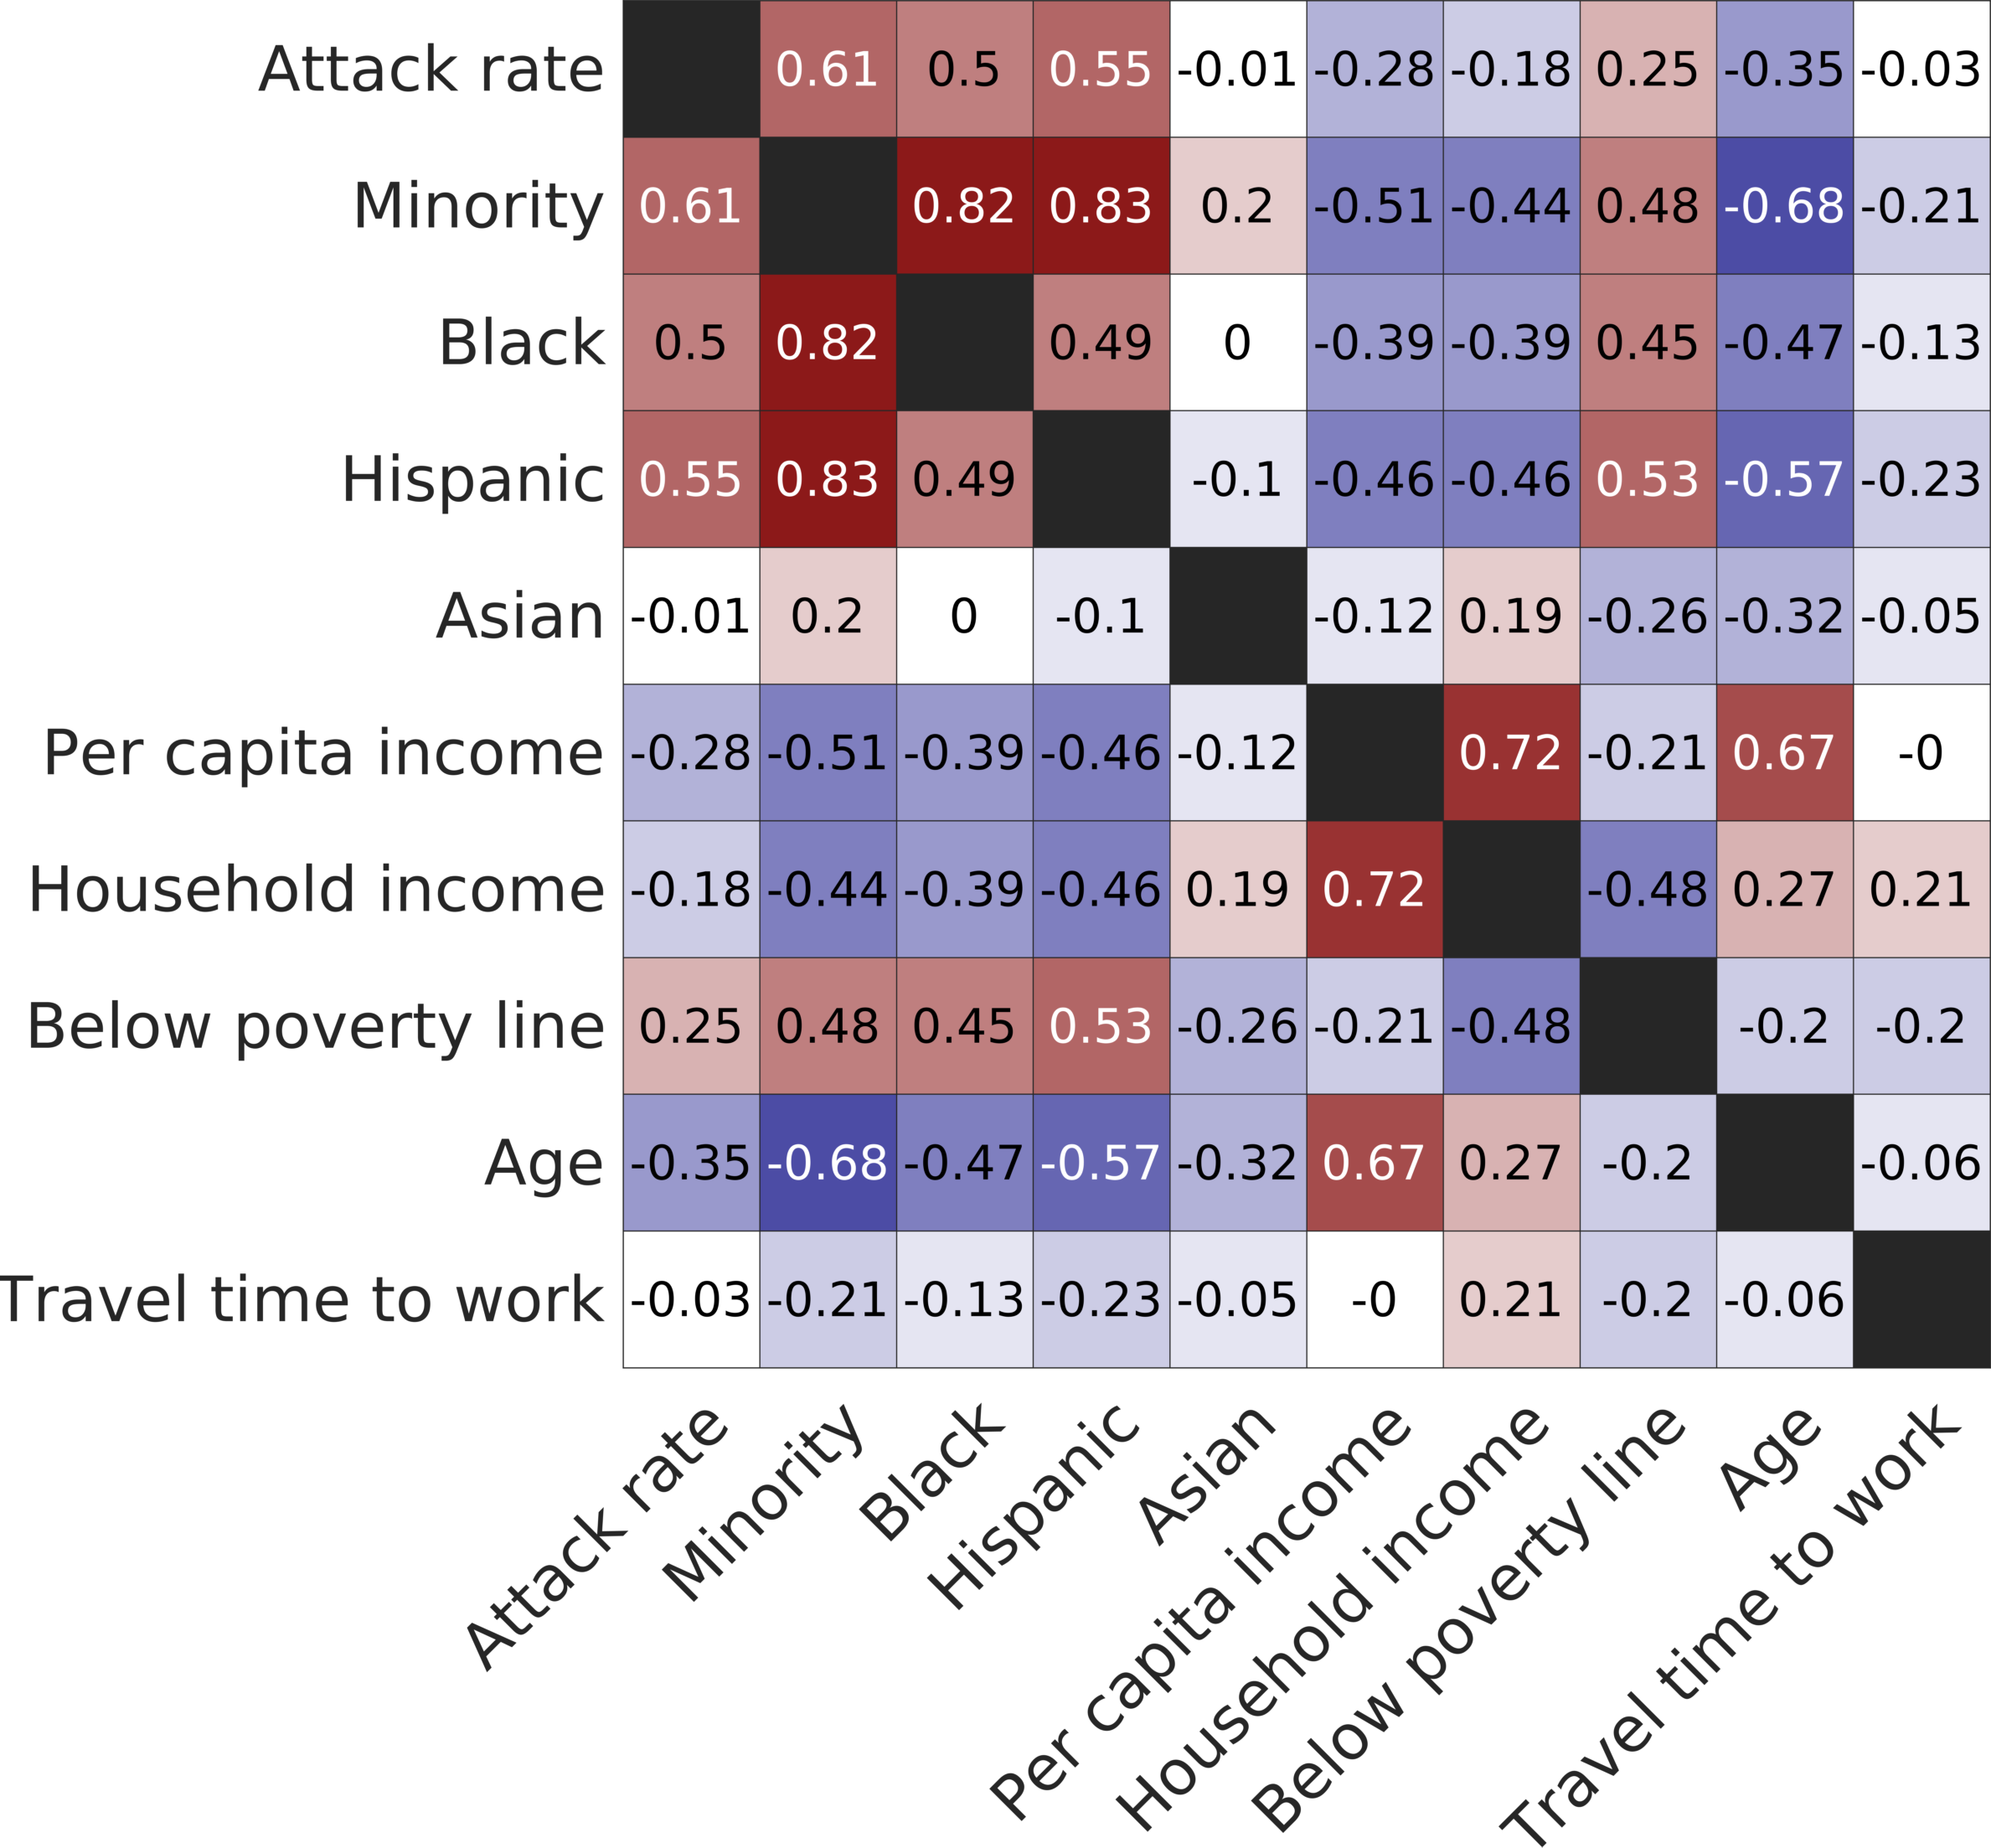 Attack rate 0.61 0.5 0.55 -0.01 -0.28 -0.18 0.25 -0.35 -0.03
Minority 0.61 0.82 0.83 0.2 -0.51 -0.44 0.48 -0.68 -0.21
Black 0.5 0.82 0.49 0 -0.39 -0.39 0.45 -0.47 -0.13
Hispanic 0.55 0.83 0.49 -0.1 -0.46 -0.46 0.53 -0.57 -0.23
Asian -0.01 0.2 0 -0.1 -0.12 0.19 -0.26 -0.32 -0.05
Per capita income -0.28 -0.51 -0.39 -0.46 -0.12 0.72 -0.21 0.67 -0
Household income -0.18 -0.44 -0.39 -0.46 0.19 0.72 -0.48 0.27 0.21
Below poverty line 0.25 0.48 0.45 0.53 -0.26 -0.21 -0.48 -0.2 -0.2
Age -0.35 -0.68 -0.47 -0.57 -0.32 0.67 0.27 -0.2 -0.06
Travel time to work -0.03 -0.21 -0.13 -0.23 -0.05 -0 0.21 -0.2 -0.06
Attack rate
Minority
Black
Hispanic
Asian
Per capita income
Household income
Below poverty line
Age
Travel time to work